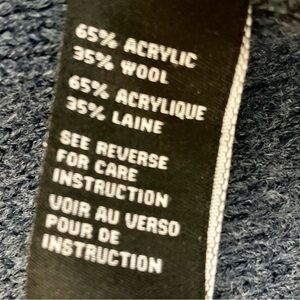 65% ACRYLIC
35% WOOL
65% ACRYLIQUE
35% LAINE
SEE REVERSE
FOR CARE
INSTRUCTION
VOIR AU VERSO
POUR DE
INSTRUCTION